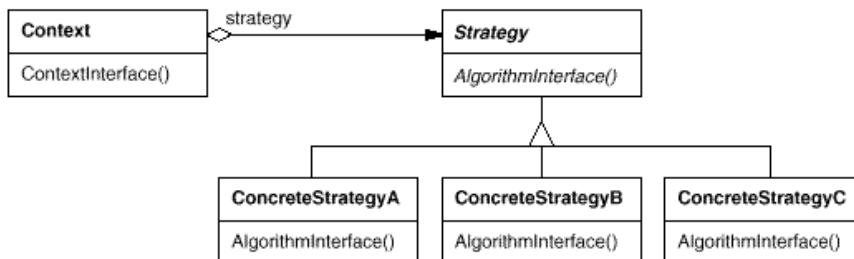 Context
ContextInterface()
strategy
Strategy
AlgorithmInterface()
ConcreteStrategyA
AlgorithmInterface()
ConcreteStrategyB
AlgorithmInterface()
ConcreteStrategyC
AlgorithmInterface()